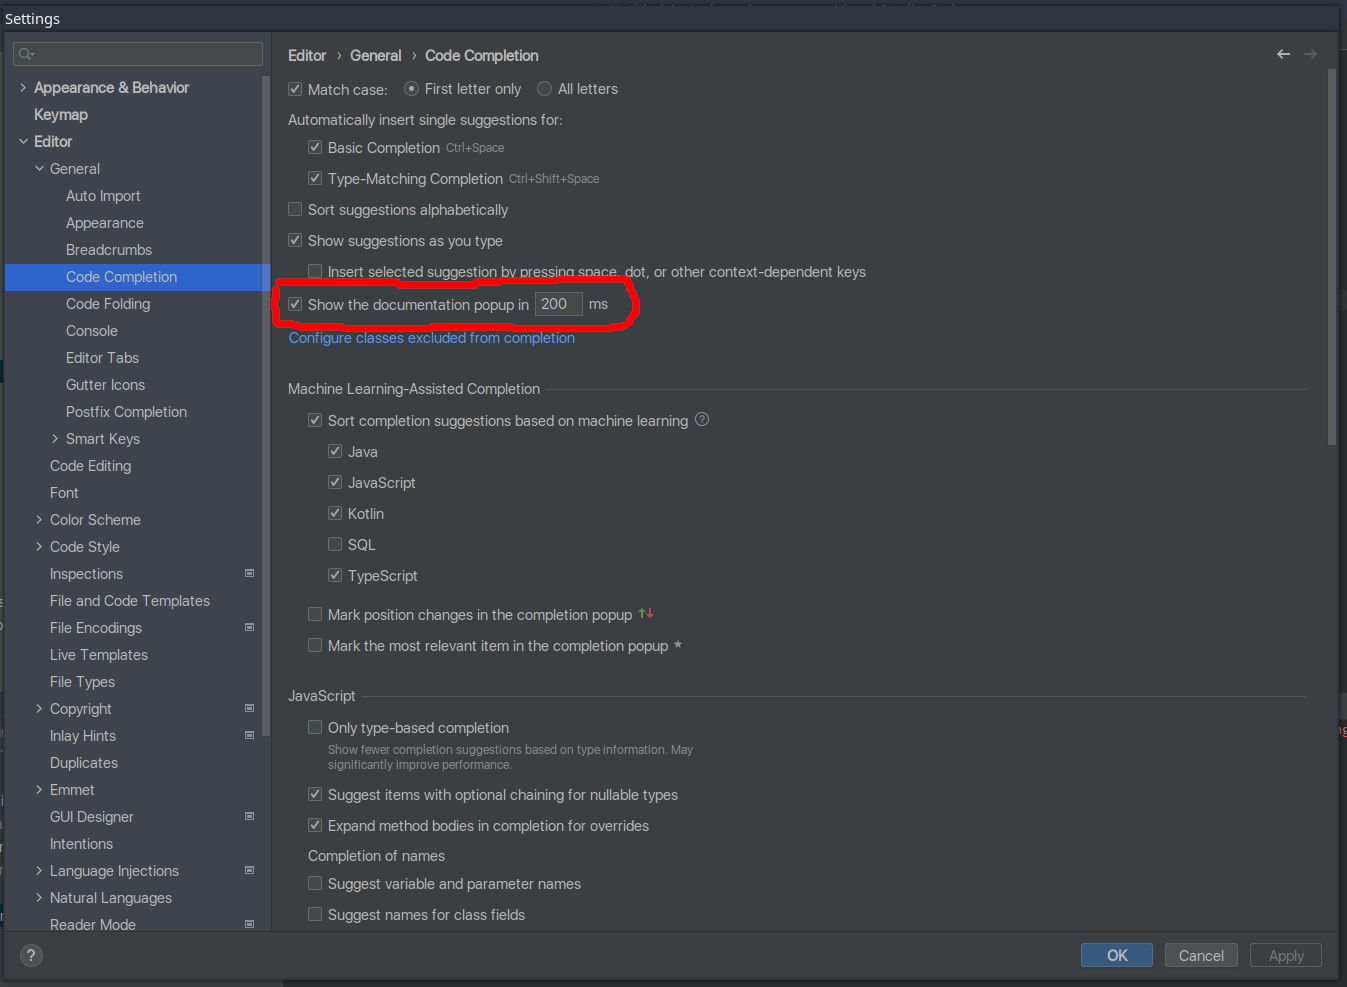 Settings
Appearance & Behavior
Keymap
Editor
General
Auto Import
Appearance
Breadcrumbs
Code Completion
Code Folding
Console
Editor Tabs
Gutter Icons
Postfix Completion
Smart Keys
Code Editing
Font
Color Scheme
Code Style
Inspections
File and Code Templates
File Encodings
Live Templates
File Types
Copyright
Inlay Hints
Duplicates
Emmet
GUI Designer
Intentions
Language Injections
Natural Languages
Reader Mode
Editor › General › Code Completion
Match case: First letter only All letters
Automatically insert single suggestions for:
Basic Completion Ctrl+Space
Type-Matching Completion Ctrl+Shift+Space
Sort suggestions alphabetically
Show suggestions as you type
Insert selected suggestion by pressing space, dot, or other context-dependent keys
Show the documentation popup in 200 ms
Configure classes excluded from completion
Machine Learning-Assisted Completion
Sort completion suggestions based on machine learning ?
Java
JavaScript
Kotlin
SQL
TypeScript
Mark position changes in the completion popup
Mark the most relevant item in the completion popup
JavaScript
Only type-based completion
Show fewer completion suggestions based on type information. May
significantly improve performance.
Suggest items with optional chaining for nullable types
Expand method bodies in completion for overrides
Completion of names
Suggest variable and parameter names
Suggest names for class fields
?
OK Cancel Apply